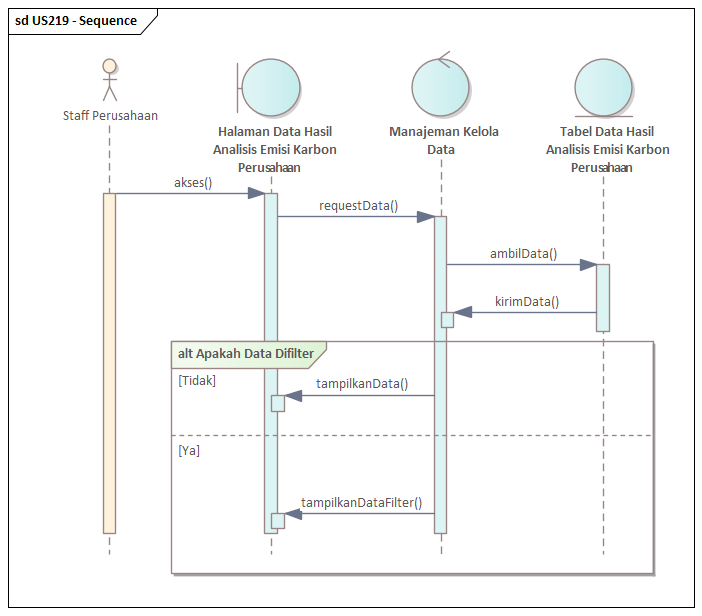 sd US219 - Sequence
Staff Perusahaan
Halaman Data Hasil
Analisis Emisi Karbon
Perusahaan
Manajeman Kelola
Data
Tabel Data Hasil
Analisis Emisi Karbon
Perusahaan
akses()
requestData()
ambilData()
kirimData()
alt Apakah Data Difilter
[Tidak]
tampilkanData()
[Ya]
tampilkanDataFilter()